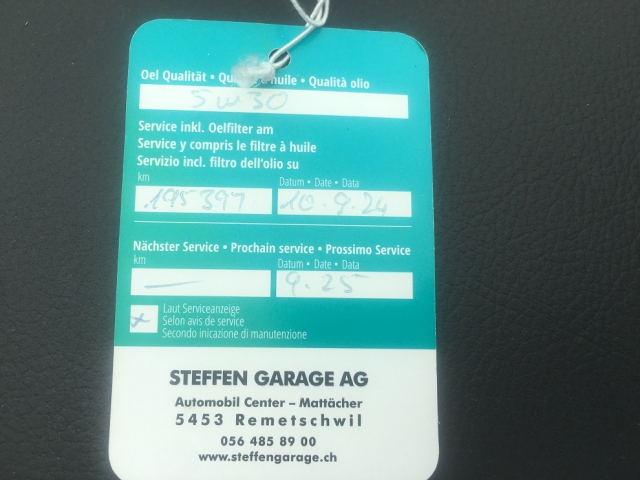 Oel Qualität • Qualité d'huile • Qualità olio
5W30
Service inkl. Oelfilter am
Service y compris le filtre à huile
Servizio incl. filtro dell'olio su
km
Datum • Date • Data
195 397
10.9.24
Nächster Service • Prochain service • Prossimo Service
km
Datum • Date • Data
—
9.25
x
Laut Serviceanzeige
Selon avis de service
Secondo inicazione di manutenzione
STEFFEN GARAGE AG
Automobil Center – Mattächer
5453 Remetschwil
056 485 89 00
www.steffengarage.ch